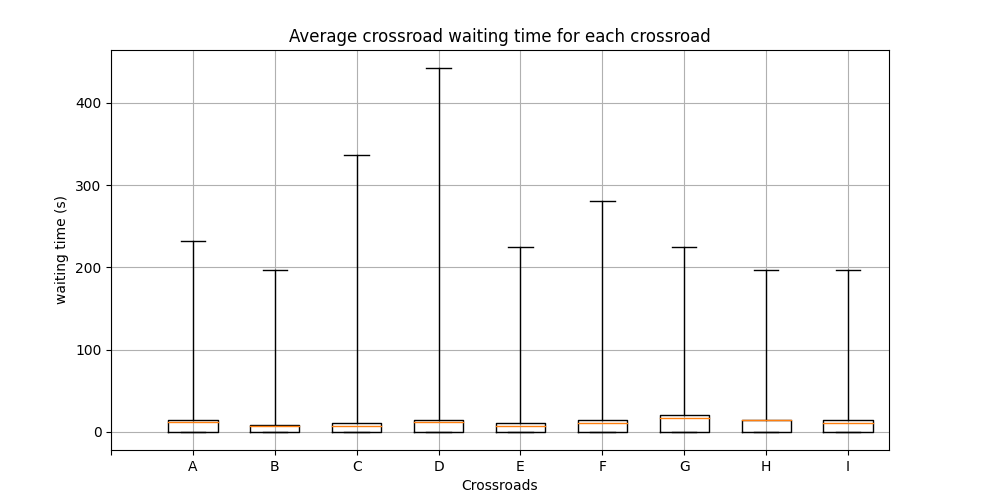 Average crossroad waiting time for each crossroad
waiting time (s)
400
300
200
100
0
A B C D E F G H I
Crossroads